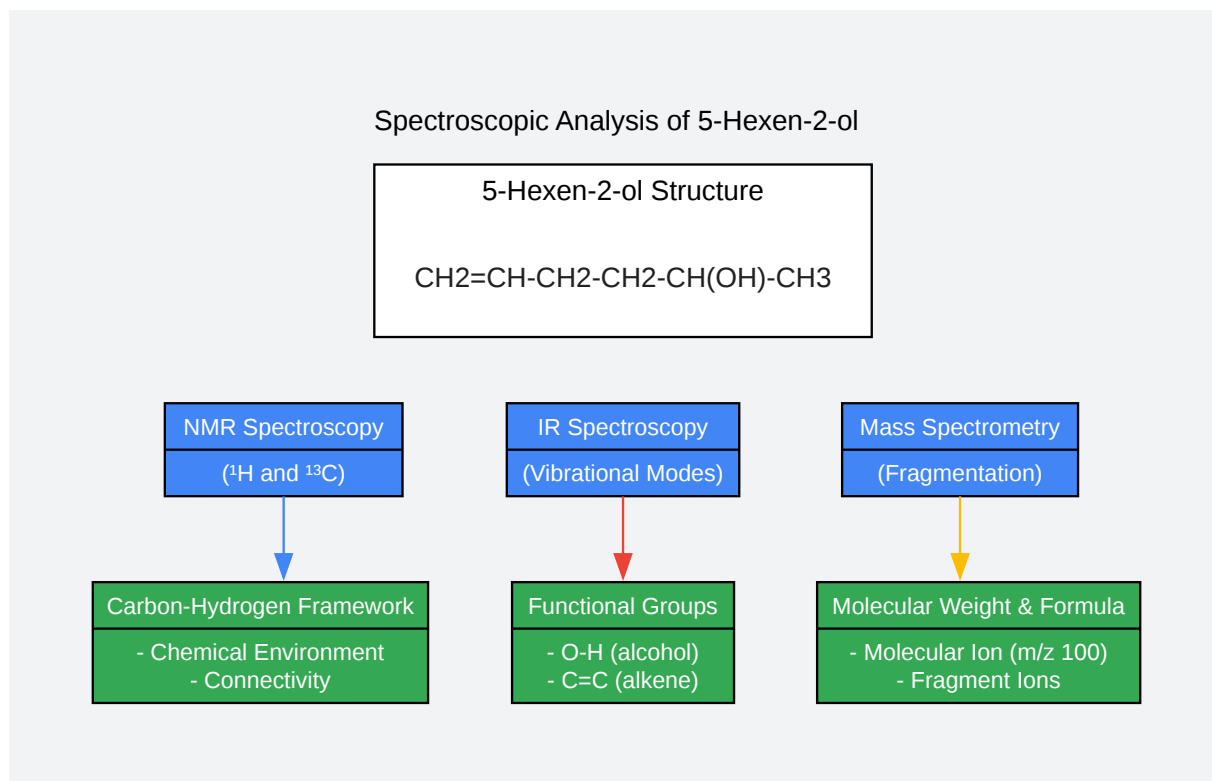 Spectroscopic Analysis of 5-Hexen-2-ol
5-Hexen-2-ol Structure
CH2=CH-CH2-CH2-CH(OH)-CH3
NMR Spectroscopy
(¹H and ¹³C)
IR Spectroscopy
(Vibrational Modes)
Mass Spectrometry
(Fragmentation)
Carbon-Hydrogen Framework
- Chemical Environment
- Connectivity
Functional Groups
- O-H (alcohol)
- C=C (alkene)
Molecular Weight & Formula
- Molecular Ion (m/z 100)
- Fragment Ions